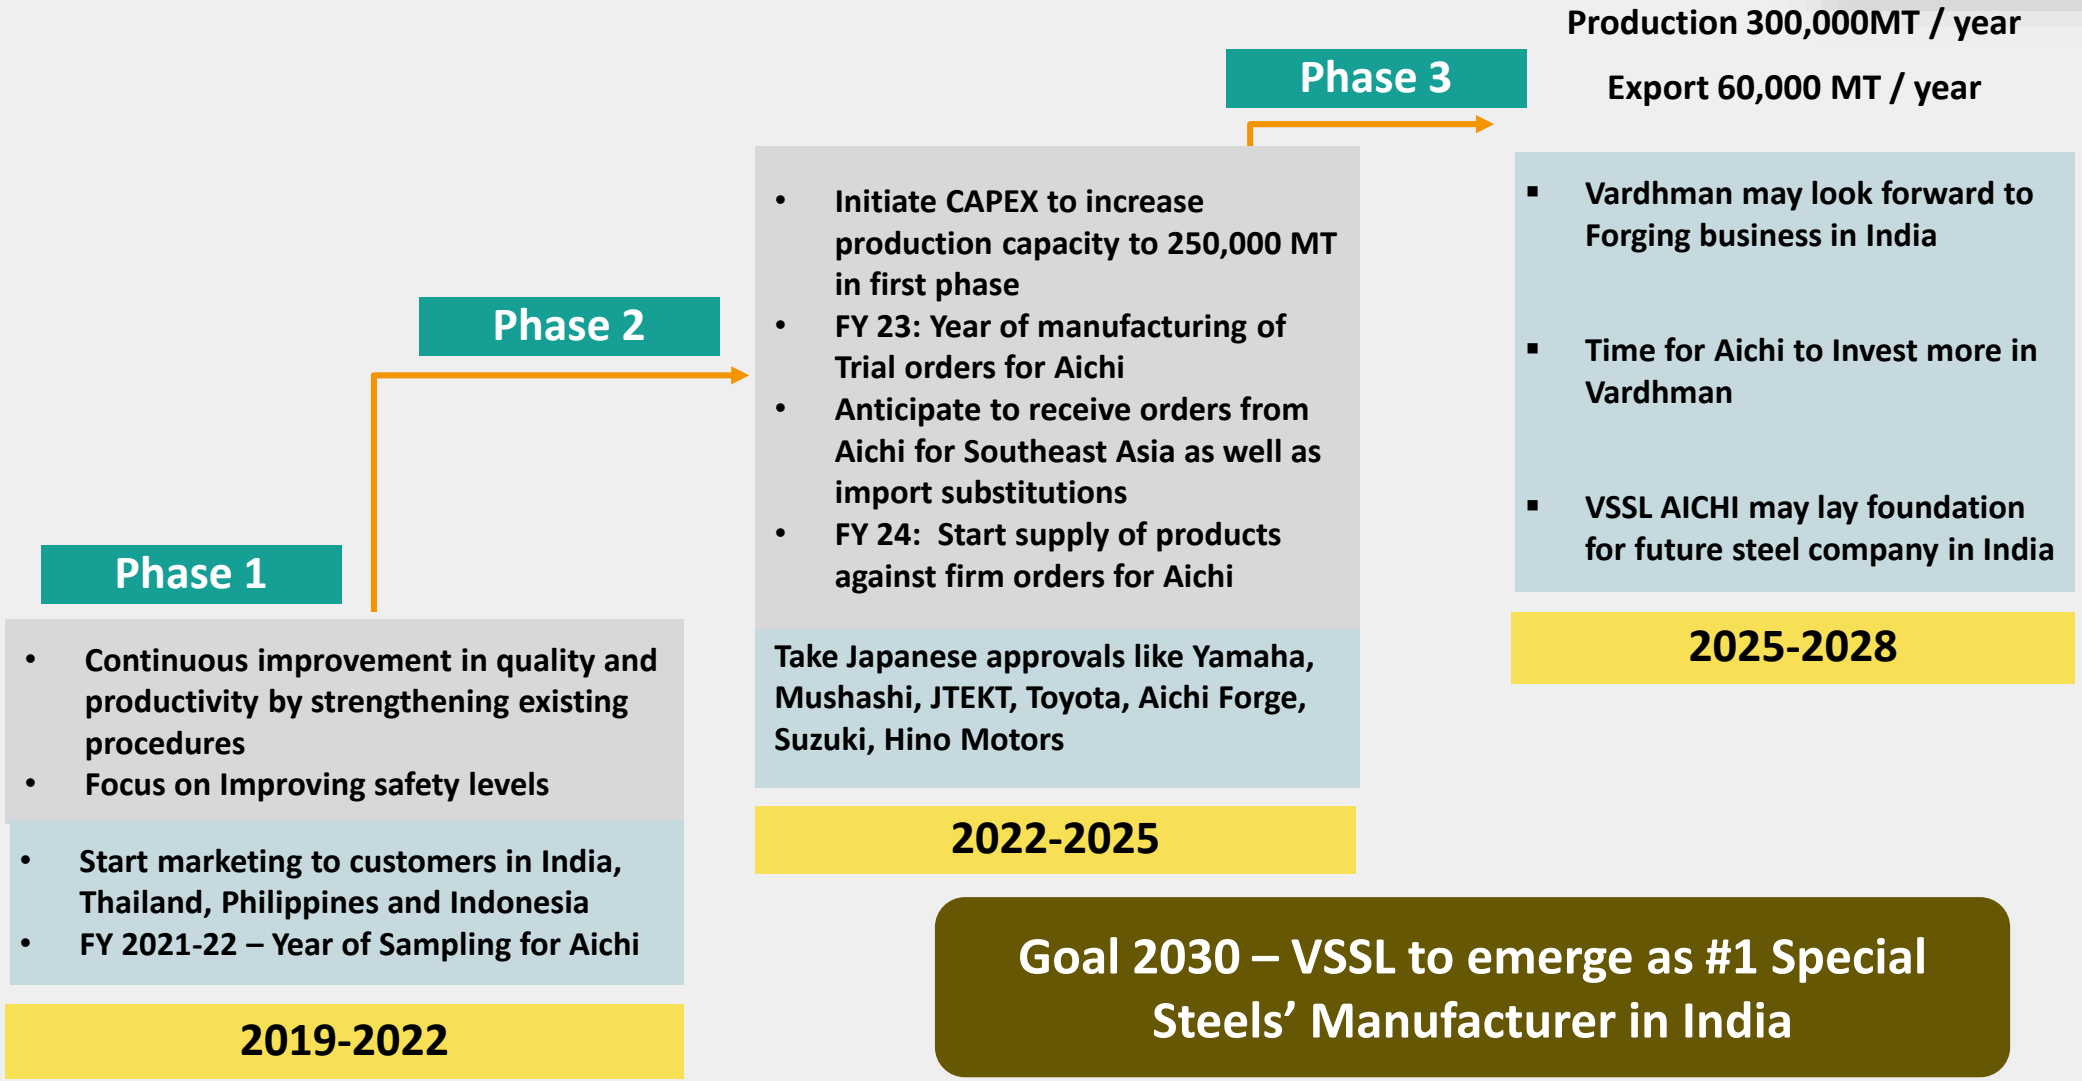 Phase 1
• Continuous improvement in quality and
productivity by strengthening existing
procedures
• Focus on Improving safety levels
• Start marketing to customers in India,
Thailand, Philippines and Indonesia
• FY 2021-22 – Year of Sampling for Aichi
2019-2022
Phase 2
• Initiate CAPEX to increase
production capacity to 250,000 MT
in first phase
• FY 23: Year of manufacturing of
Trial orders for Aichi
• Anticipate to receive orders from
Aichi for Southeast Asia as well as
import substitutions
• FY 24: Start supply of products
against firm orders for Aichi
Take Japanese approvals like Yamaha,
Mushashi, JTEKT, Toyota, Aichi Forge,
Suzuki, Hino Motors
2022-2025
Phase 3
Production 300,000MT / year
Export 60,000 MT / year
▪ Vardhman may look forward to
Forging business in India
▪ Time for Aichi to Invest more in
Vardhman
▪ VSSL AICHI may lay foundation
for future steel company in India
2025-2028
Goal 2030 – VSSL to emerge as #1 Special
Steels’ Manufacturer in India